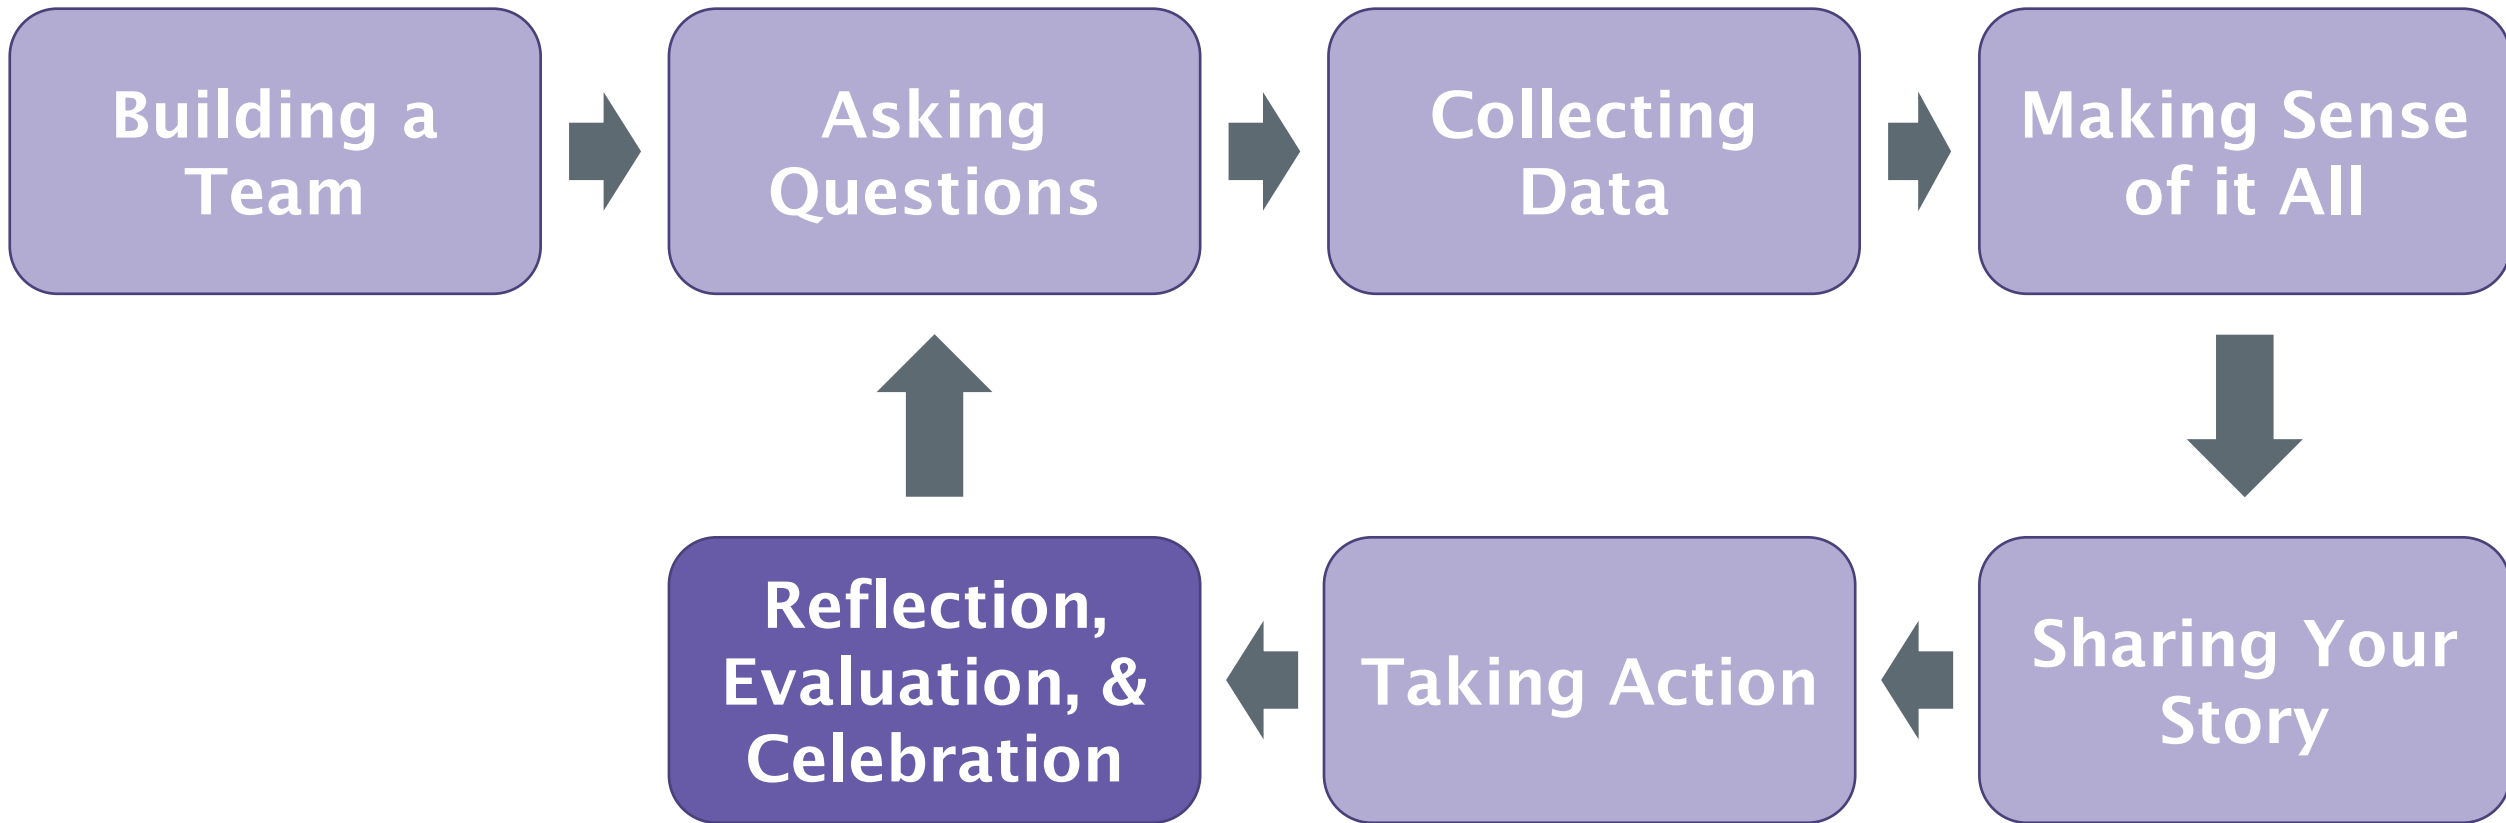 Building a
Team
Asking
Questions
Collecting
Data
Making Sense
of it All
Reflection,
Evaluation, &
Celebration
Taking Action
Sharing Your
Story